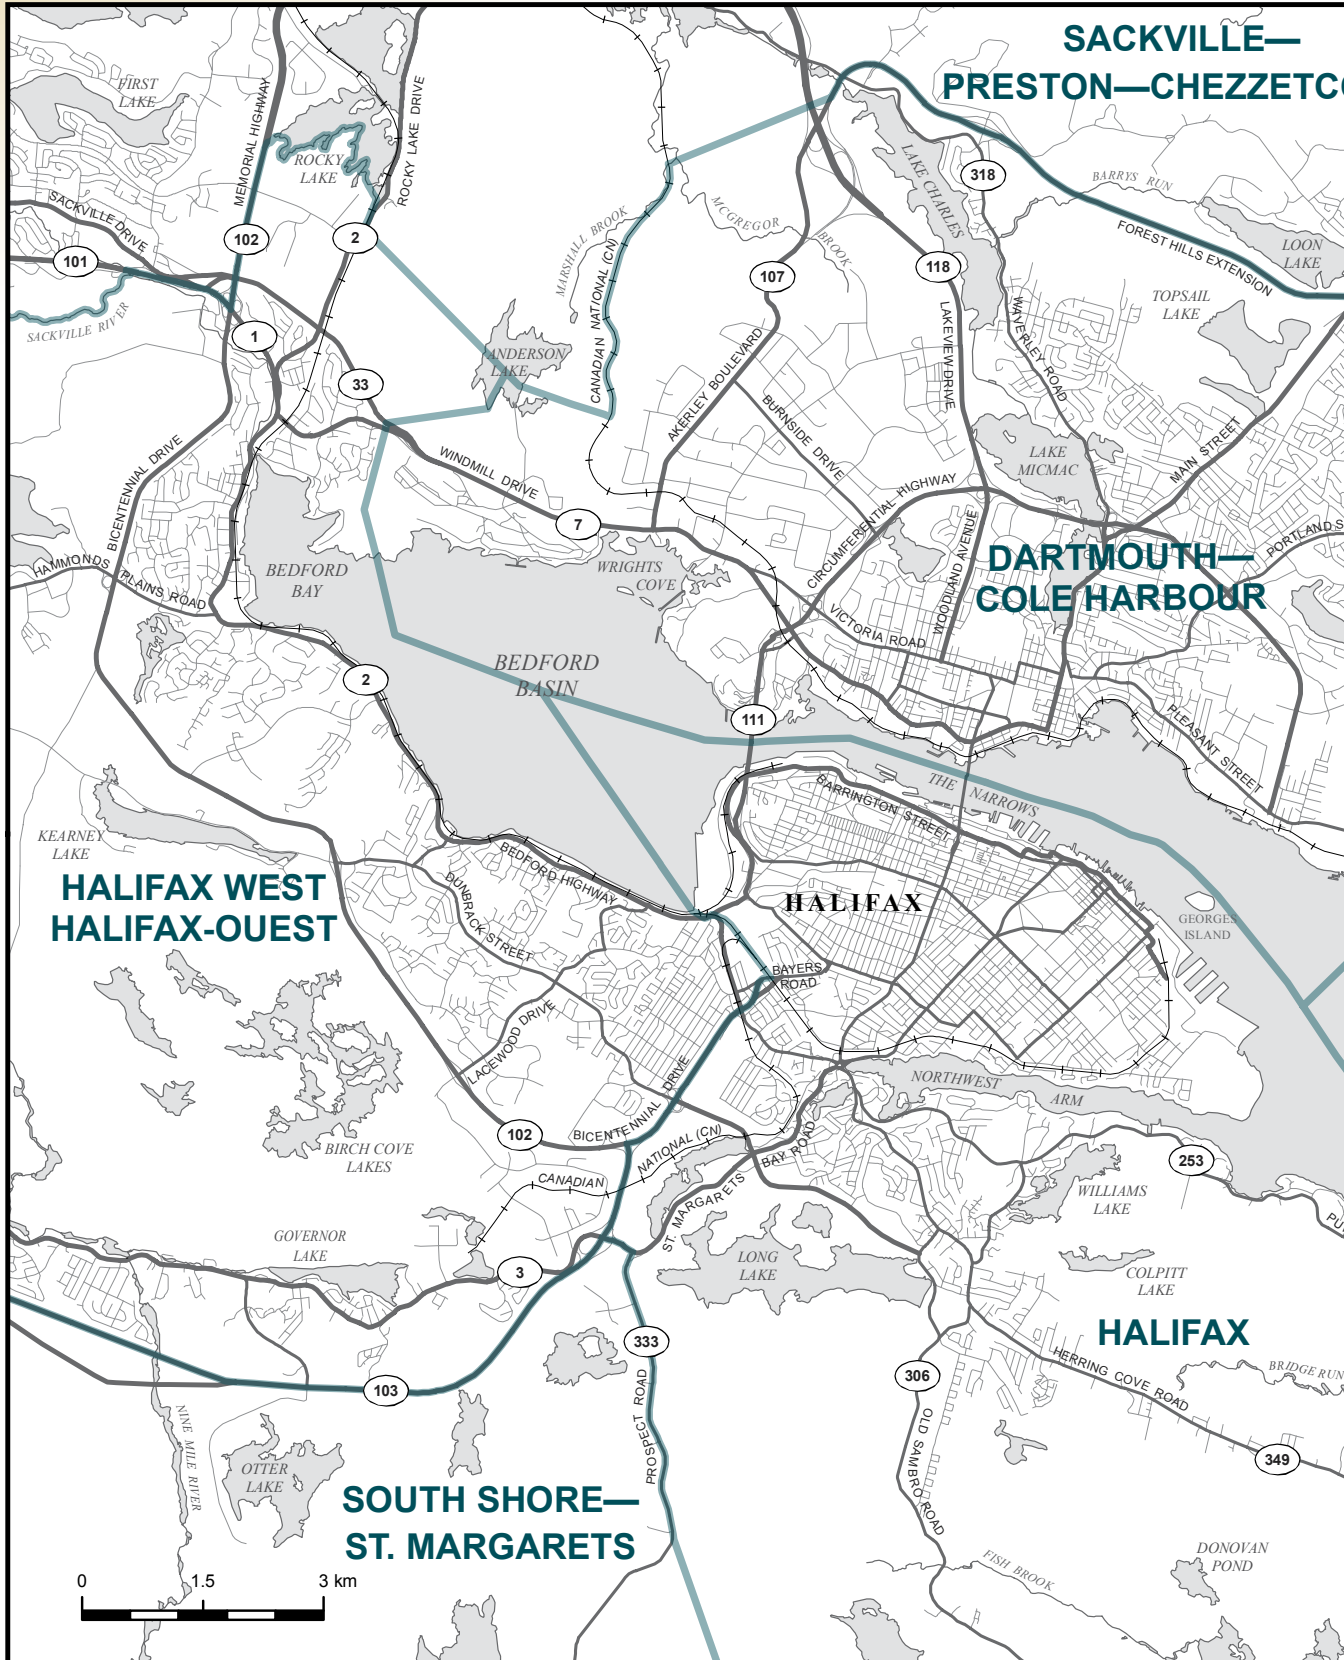 SACKVILLE—
PRESTON—CHEZZETCO
FIRST
LAKE
MEMORIAL HIGHWAY
ROCKY LAKE DRIVE
ROCKY
LAKE
LAKE CHARLES
318
BARRYS RUN
SACKVILLE DRIVE
102
2
101
MARSHALL BROOK
MCGREGOR
BROOK
FOREST HILLS EXTENSION
LOON
LAKE
CANADIAN NATIONAL (CN)
107
118
TOPSAIL
LAKE
SACKVILLE RIVER
1
WAVERLEY ROAD
LAKEVIEW DRIVE
ANDERSON
LAKE
33
AKERLEY BOULEVARD
BURNSIDE DRIVE
BICENTENNIAL DRIVE
WINDMILL DRIVE
LAKE
MICMAC
MAIN STREET
CIRCUMFERENTIAL HIGHWAY
7
WOODLAND AVENUE
PORTLAND S
HAMMONDS PLAINS ROAD
BEDFORD
BAY
WRIGHTS
COVE
DARTMOUTH—
COLE HARBOUR
VICTORIA ROAD
BEDFORD
BASIN
2
111
PLEASANT STREET
THE NARROWS
BARRINGTON STREET
KEARNEY
LAKE
BEDFORD HIGHWAY
DUNBRACK STREET
HALIFAX WEST
HALIFAX-OUEST
HALIFAX
GEORGES
ISLAND
BAYERS
ROAD
LACEWOOD DRIVE
NORTHWEST
ARM
102
BICENTENNIAL DRIVE
BIRCH COVE
LAKES
CANADIAN
NATIONAL (CN)
ST. MARGARETS
BAY ROAD
253
WILLIAMS
LAKE
PU
GOVERNOR
LAKE
3
LONG
LAKE
COLPITT
LAKE
333
HALIFAX
306
HERRING COVE ROAD
BRIDGE RUN
103
PROSPECT ROAD
NINE MILE RIVER
OLD SAMBRO ROAD
349
OTTER
LAKE
SOUTH SHORE—
ST. MARGARETS
FISH BROOK
DONOVAN
POND
0 1.5 3 km